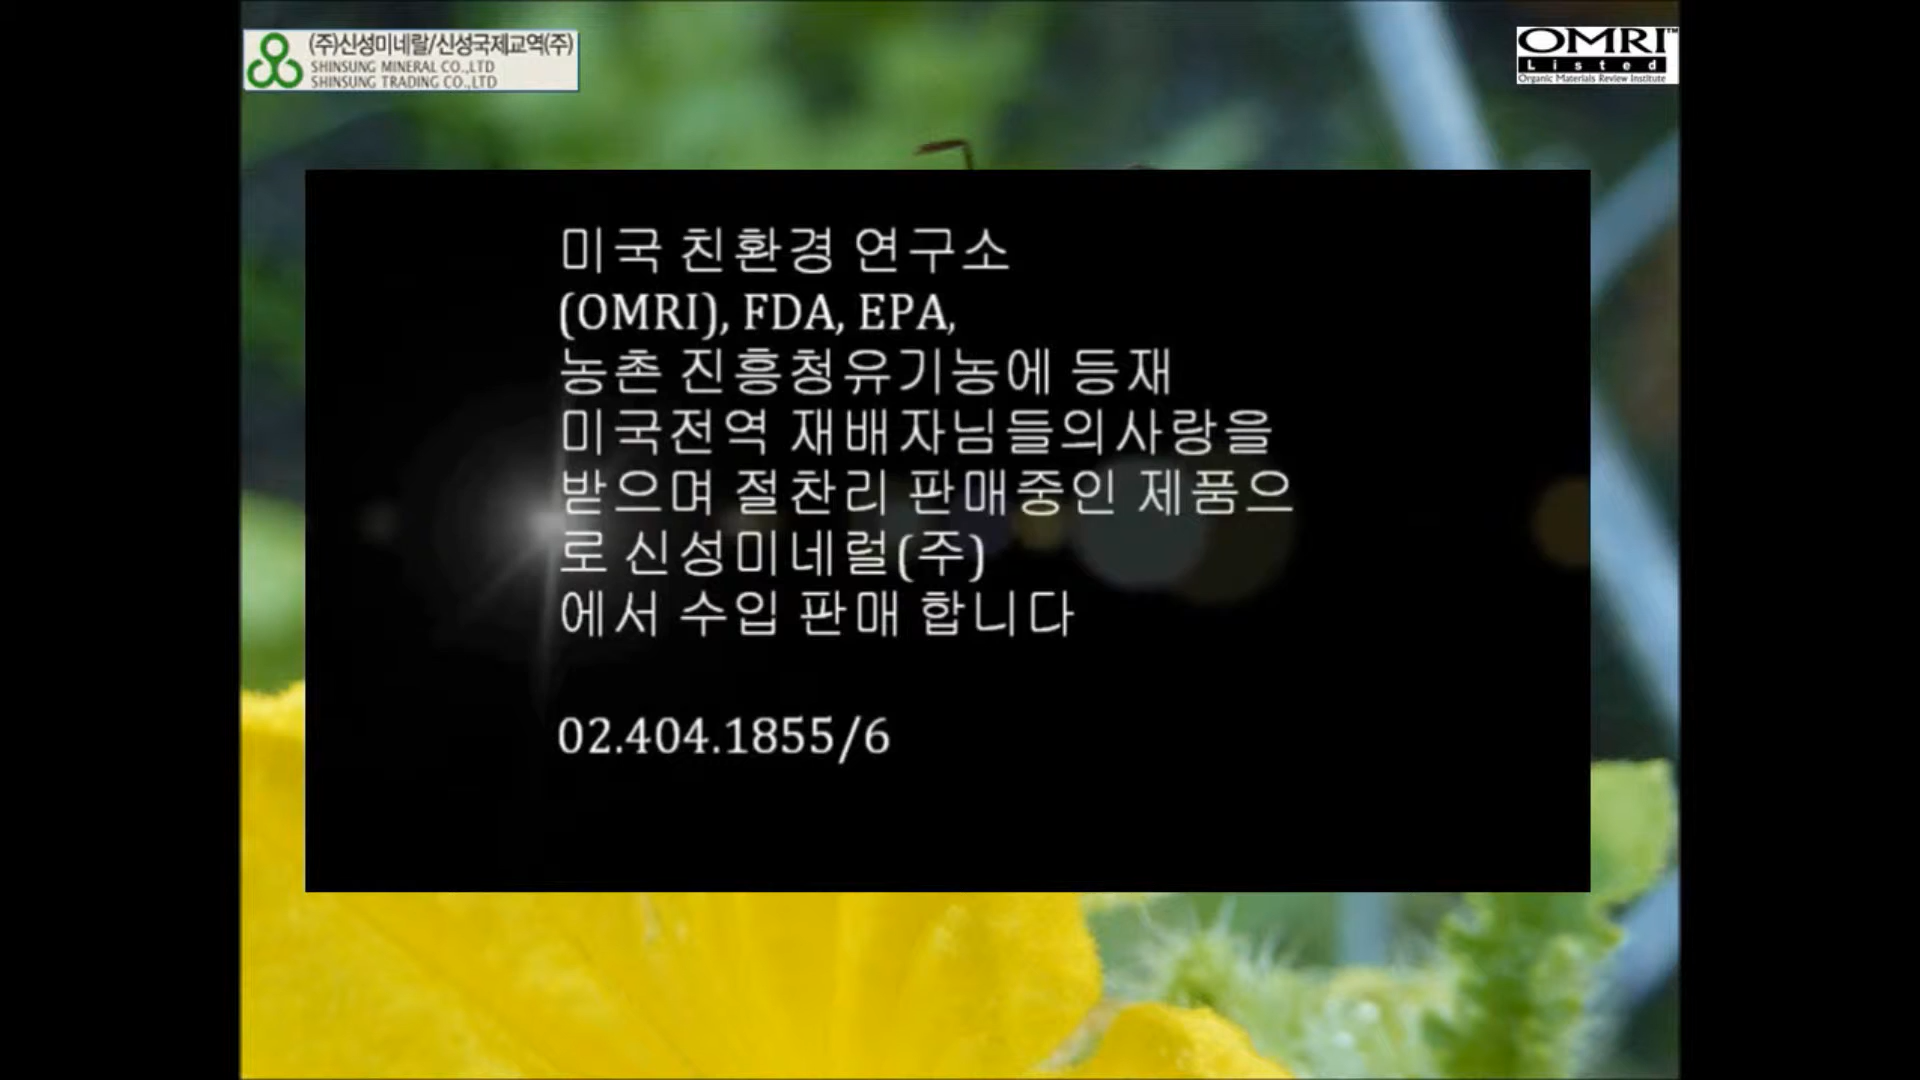 (주)신성미네랄/신성국제교역(주)
SHINSUNG MINERAL CO.,LTD
SHINSUNG TRADING CO.,LTD
OMRI™
Listed
Organic Materials Review Institute
미국 친환경 연구소
(OMRI), FDA, EPA,
농촌 진흥청유기농에 등재
미국전역 재배자님들의사랑을
받으며 절찬리 판매중인 제품으
로 신성미네럴(주)
에서 수입 판매 합니다
02.404.1855/6